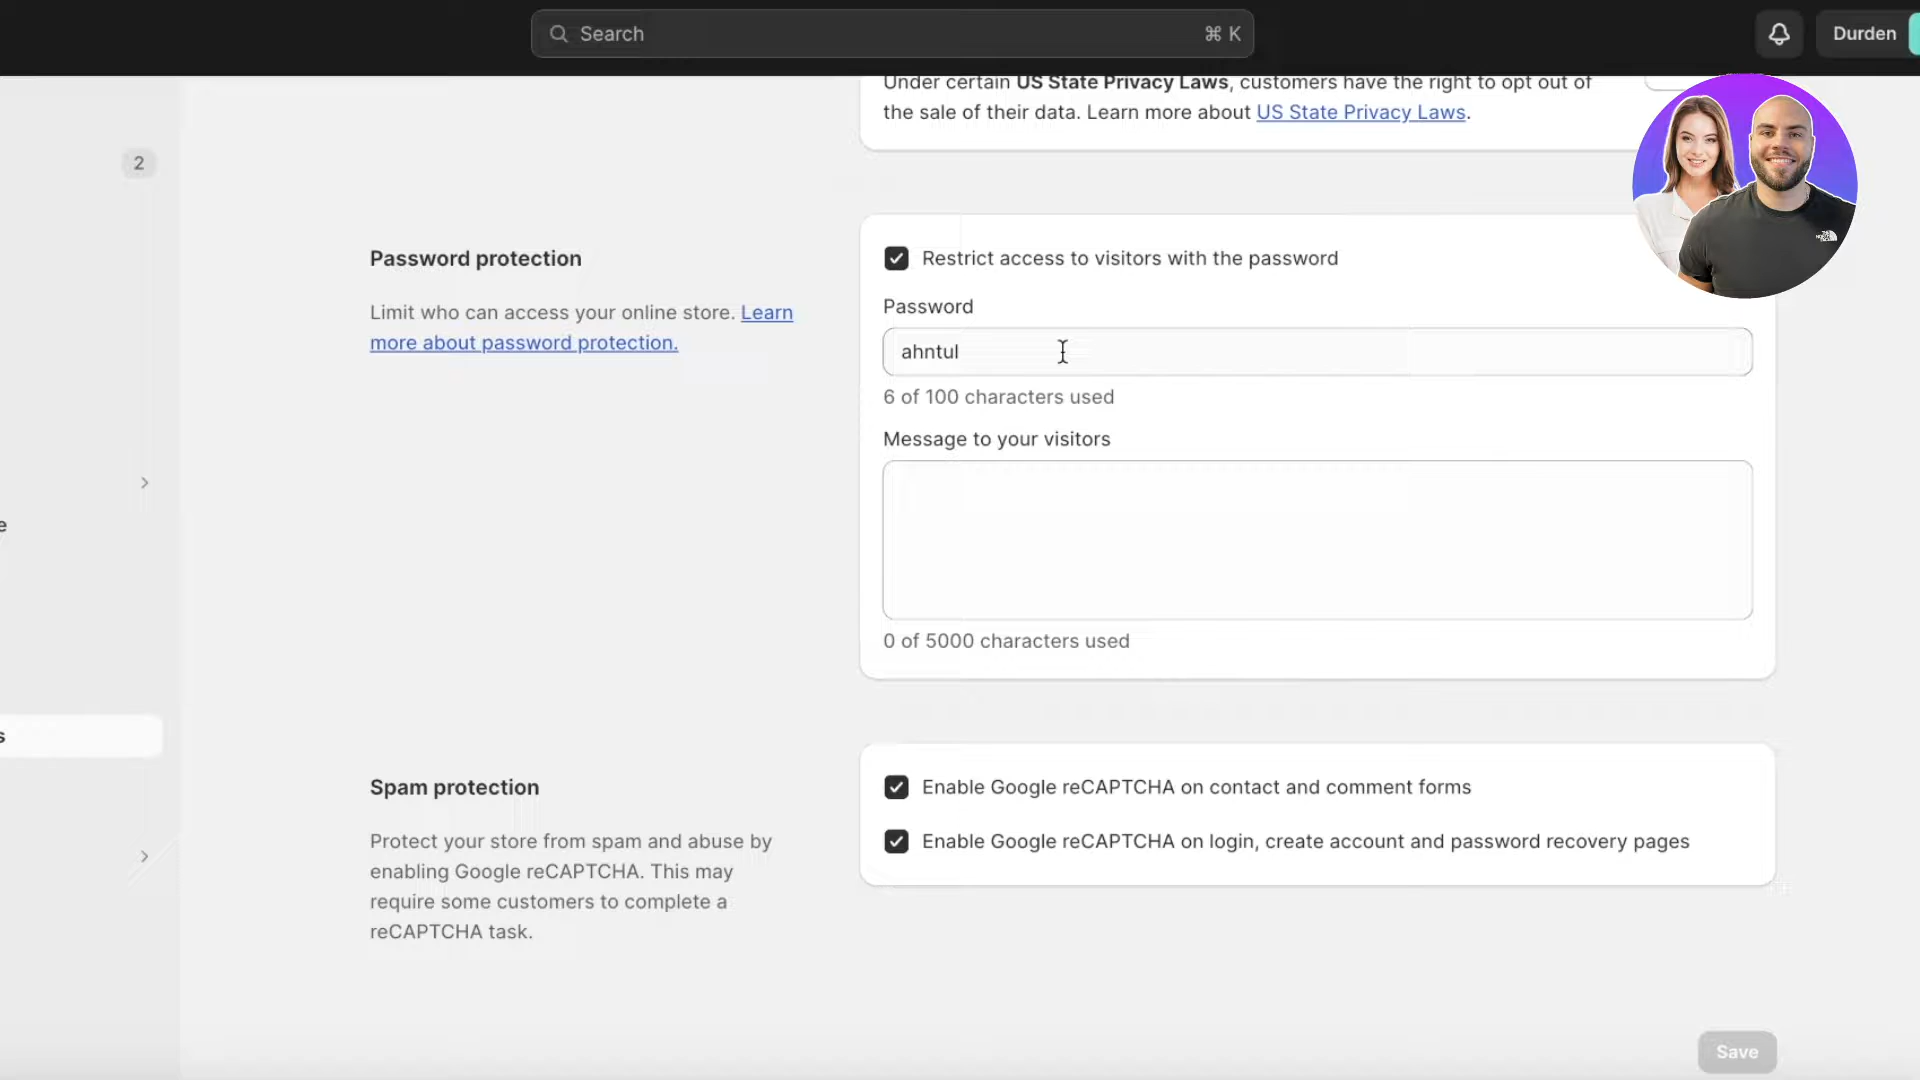 Search
⌘ K
Durden
Under certain US State Privacy Laws, customers have the right to opt out of
the sale of their data. Learn more about US State Privacy Laws.
2
Password protection
Limit who can access your online store. Learn
more about password protection.
Restrict access to visitors with the password
Password
ahntul
6 of 100 characters used
Message to your visitors
0 of 5000 characters used
e
s
Spam protection
Protect your store from spam and abuse by
enabling Google reCAPTCHA. This may
require some customers to complete a
reCAPTCHA task.
Enable Google reCAPTCHA on contact and comment forms
Enable Google reCAPTCHA on login, create account and password recovery pages
Save